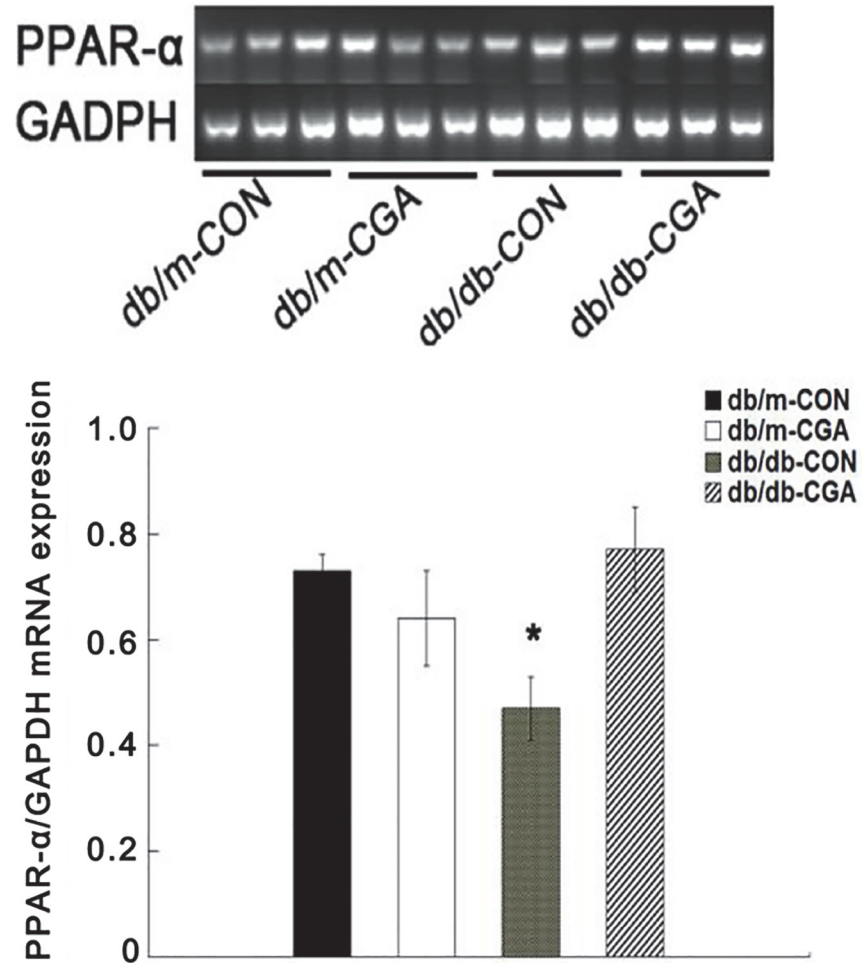 PPAR-α
GADPH
db/m-CON
db/m-CGA
db/db-CON
db/db-CGA
PPAR-α/GAPDH mRNA expression
1.0
0.8
0.6
0.4
0.2
0
*
db/m-CON
db/m-CGA
db/db-CON
db/db-CGA